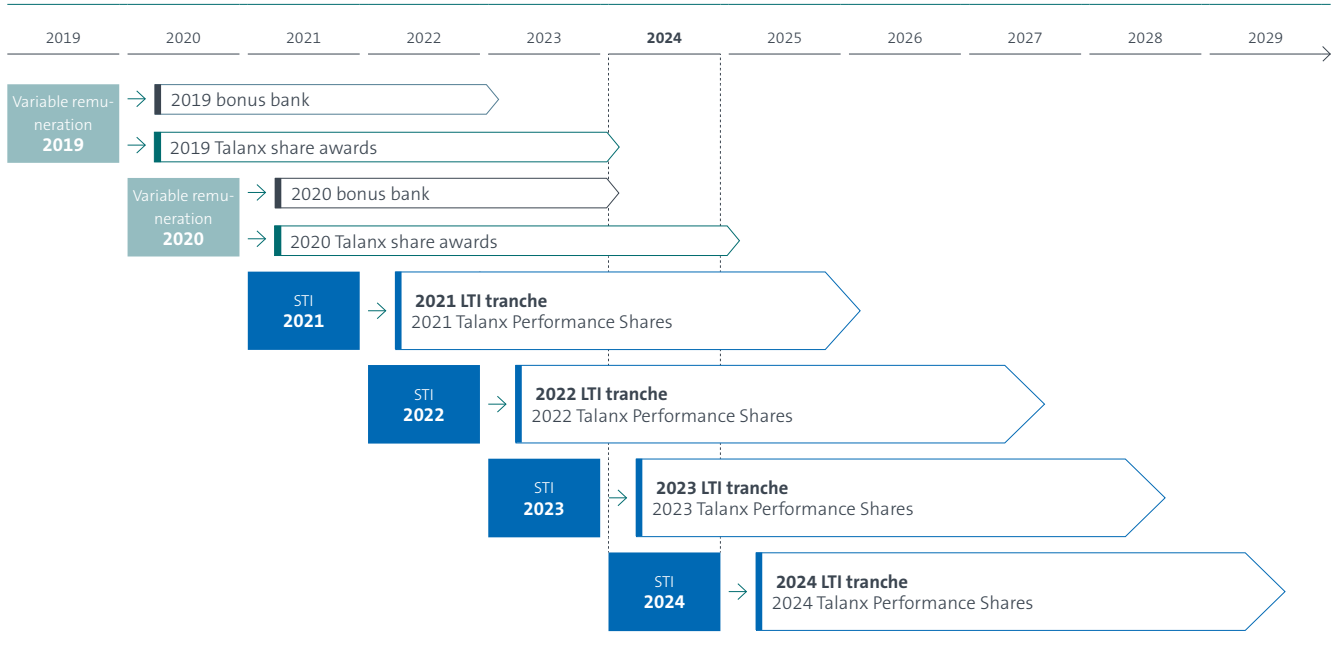 2019 2020 2021 2022 2023 2024 2025 2026 2027 2028 2029
Variable remu-
neration
2019
2019 bonus bank
2019 Talanx share awards
Variable remu-
neration
2020
2020 bonus bank
2020 Talanx share awards
STI
2021
2021 LTI tranche
2021 Talanx Performance Shares
STI
2022
2022 LTI tranche
2022 Talanx Performance Shares
STI
2023
2023 LTI tranche
2023 Talanx Performance Shares
STI
2024
2024 LTI tranche
2024 Talanx Performance Shares